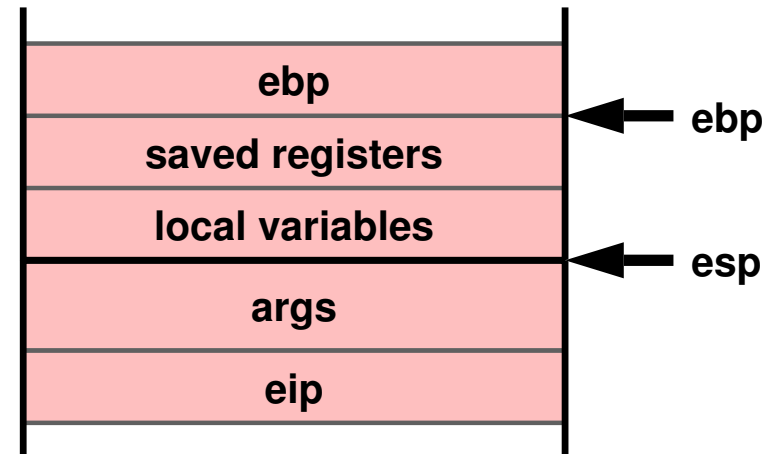 ebp
ebp
saved registers
local variables
esp
args
eip